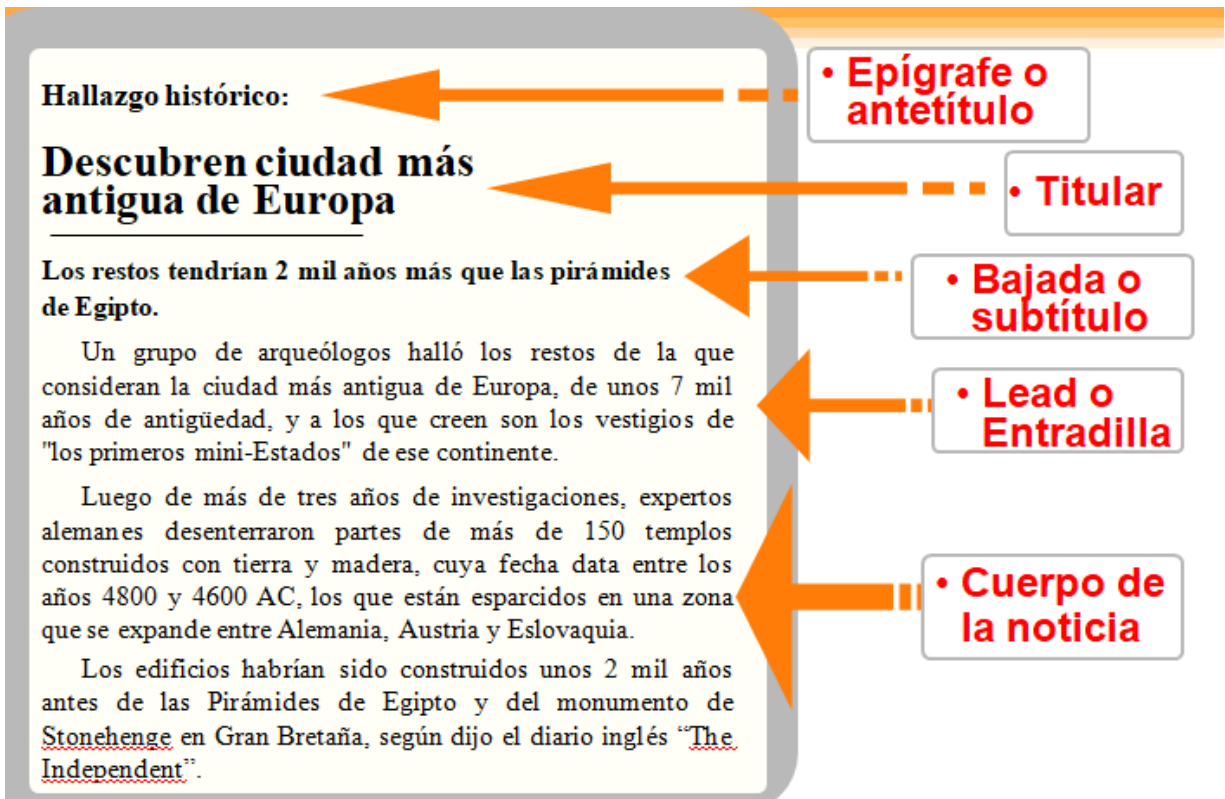 Hallazgo histórico:
Descubren ciudad más
antigua de Europa
Los restos tendrían 2 mil años más que las pirámides
de Egipto.
Un grupo de arqueólogos halló los restos de la que
consideran la ciudad más antigua de Europa, de unos 7 mil
años de antigüedad, y a los que creen son los vestigios de
"los primeros mini-Estados" de ese continente.
Luego de más de tres años de investigaciones, expertos
alemanes desenterraron partes de más de 150 templos
construidos con tierra y madera, cuya fecha data entre los
años 4800 y 4600 AC, los que están esparcidos en una zona
que se expande entre Alemania, Austria y Eslovaquia.
Los edificios habrían sido construidos unos 2 mil años
antes de las Pirámides de Egipto y del monumento de
Stonehenge en Gran Bretaña, según dijo el diario inglés “The
Independent”.
• Epígrafe o
antetítulo
• Titular
• Bajada o
subtítulo
• Lead o
Entradilla
• Cuerpo de
la noticia